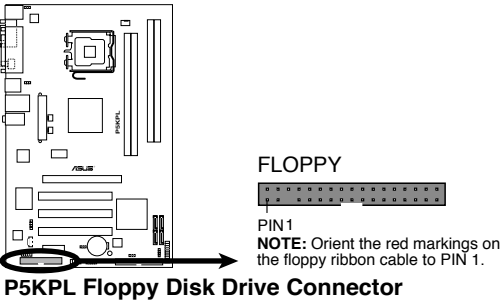 P5KPL
ASUS
FLOPPY
PIN1
NOTE: Orient the red markings on
the floppy ribbon cable to PIN 1.
P5KPL Floppy Disk Drive Connector